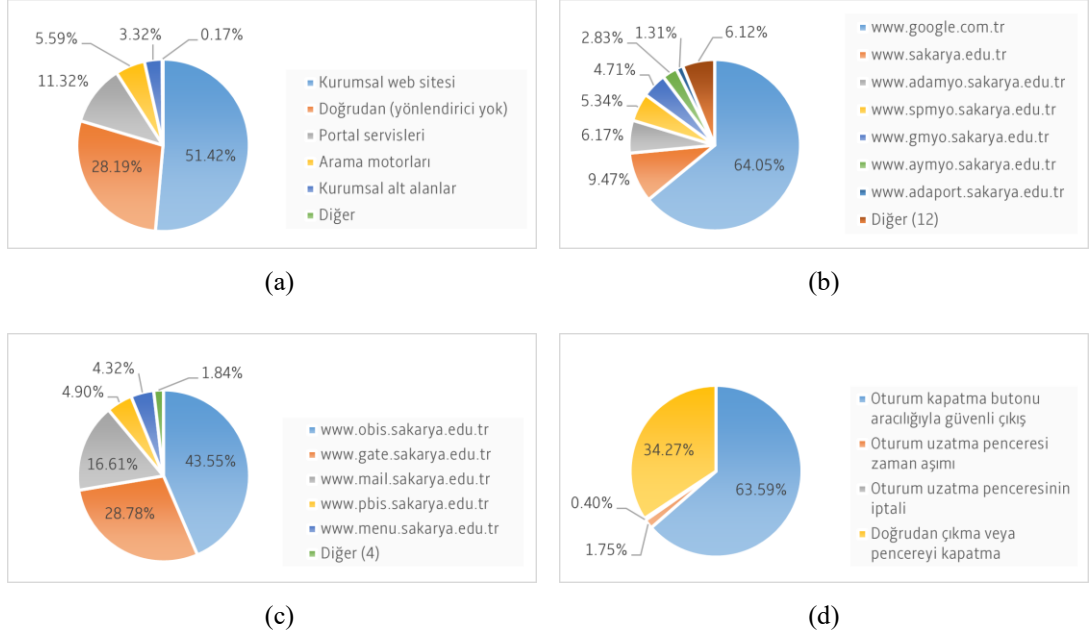 5.59%
3.32%
0.17%
11.32%
28.19%
51.42%
Kurumsal web sitesi
Doğrudan (yönlendirici yok)
Portal servisleri
Arama motorları
Kurumsal alt alanlar
Diğer
(a)
2.83%
1.31%
6.12%
4.71%
5.34%
6.17%
9.47%
64.05%
www.google.com.tr
www.sakarya.edu.tr
www.adamyo.sakarya.edu.tr
www.spmyo.sakarya.edu.tr
www.gmyo.sakarya.edu.tr
www.aymyo.sakarya.edu.tr
www.adaport.sakarya.edu.tr
Diğer (12)
(b)
4.32%
1.84%
4.90%
16.61%
28.78%
43.55%
www.obis.sakarya.edu.tr
www.gate.sakarya.edu.tr
www.mail.sakarya.edu.tr
www.pbis.sakarya.edu.tr
www.menu.sakarya.edu.tr
Diğer (4)
(c)
34.27%
0.40%
1.75%
63.59%
Oturum kapatma butonu
aracılığıyla güvenli çıkış
Oturum uzatma penceresi
zaman aşımı
Oturum uzatma penceresinin
iptali
Doğrudan çıkma veya
pencereyi kapatma
(d)